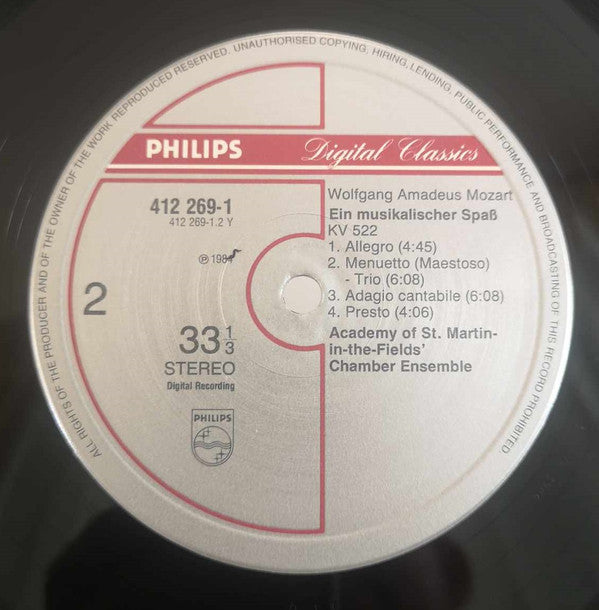 ALL RIGHTS OF THE PRODUCER AND OF THE OWNER OF THE WORK REPRODUCED RESERVED. UNAUTHORISED COPYING, HIRING, LENDING, PUBLIC PERFORMANCE AND BROADCASTING OF THIS RECORD PROHIBITED
PHILIPS Digital Classics
412 269-1
412 269-1.2 Y
℗ 1984
2
33 1/3
STEREO
Digital Recording
PHILIPS
Wolfgang Amadeus Mozart
Ein musikalischer Spaß
KV 522
1. Allegro (4:45)
2. Menuetto (Maestoso)
- Trio (6:08)
3. Adagio cantabile (6:08)
4. Presto (4:06)
Academy of St. Martin-
in-the-Fields'
Chamber Ensemble